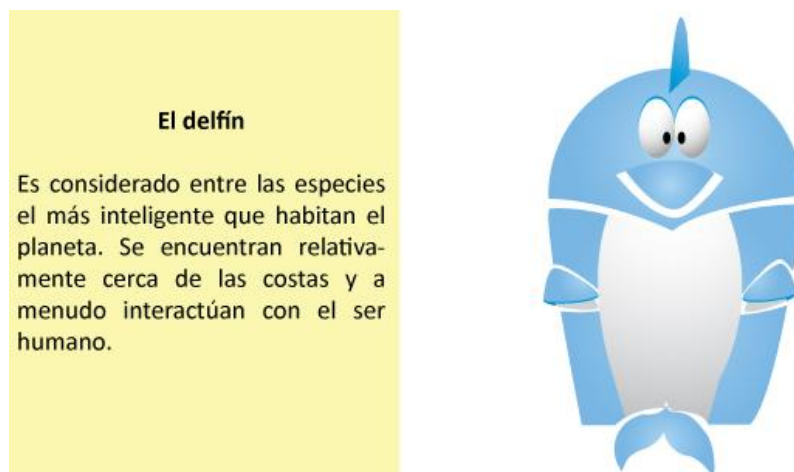 El delfín
Es considerado entre las especies
el más inteligente que habitan el
planeta. Se encuentran relativa-
mente cerca de las costas y a
menudo interactúan con el ser
humano.